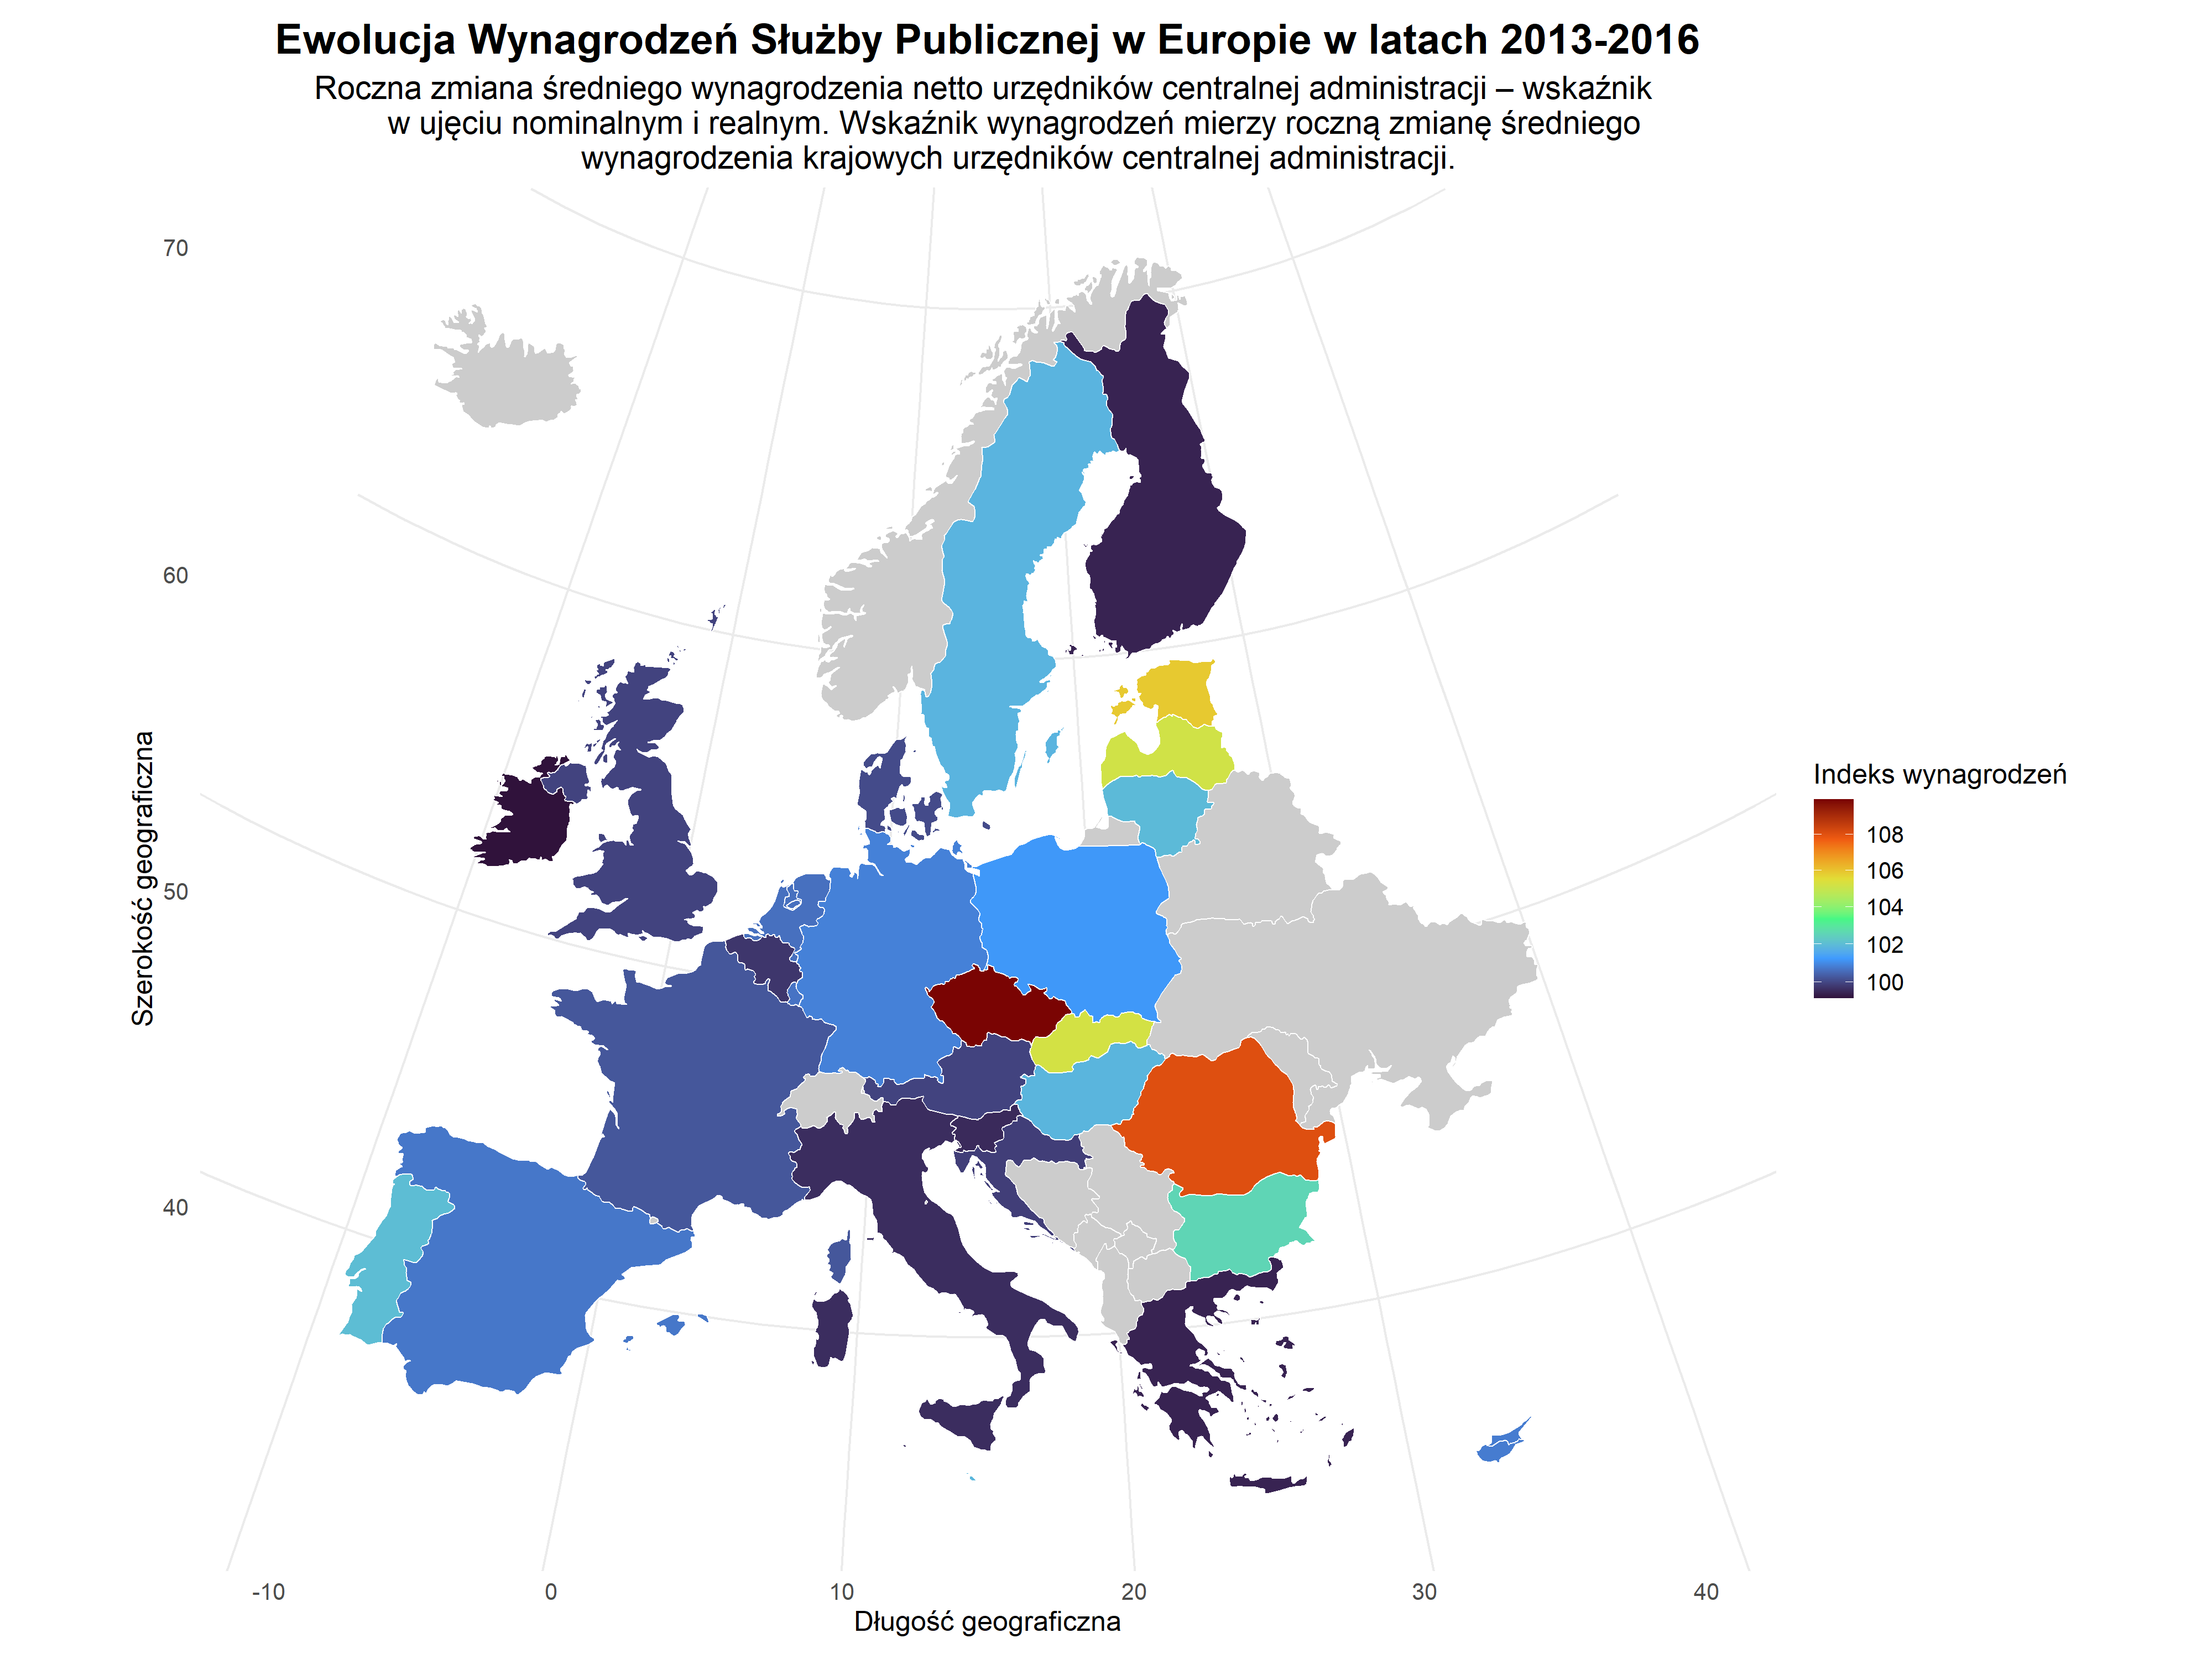 Ewolucja Wynagrodzeń Służby Publicznej w Europie w latach 2013-2016
Roczna zmiana średniego wynagrodzenia netto urzędników centralnej administracji – wskaźnik
w ujęciu nominalnym i realnym. Wskaźnik wynagrodzeń mierzy roczną zmianę średniego
wynagrodzenia krajowych urzędników centralnej administracji.
70
60
50
40
Szerokość geograficzna
Indeks wynagrodzeń
108
106
104
102
100
-10
0
10
20
30
40
Długość geograficzna